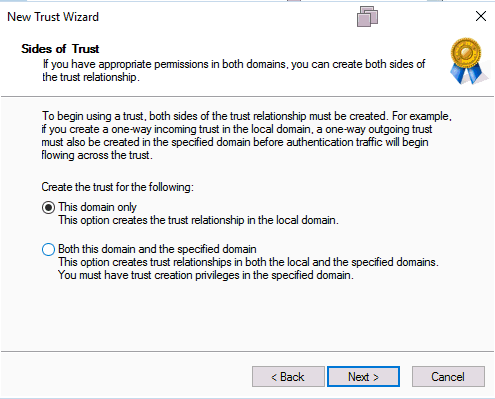 New Trust Wizard
Sides of Trust
If you have appropriate permissions in both domains, you can create both sides of
the trust relationship.
To begin using a trust, both sides of the trust relationship must be created. For example,
if you create a one-way incoming trust in the local domain, a one-way outgoing trust
must also be created in the specified domain before authentication traffic will begin
flowing across the trust.
Create the trust for the following:
This domain only
This option creates the trust relationship in the local domain.
Both this domain and the specified domain
This option creates trust relationships in both the local and the specified domains.
You must have trust creation privileges in the specified domain.
< Back Next > Cancel